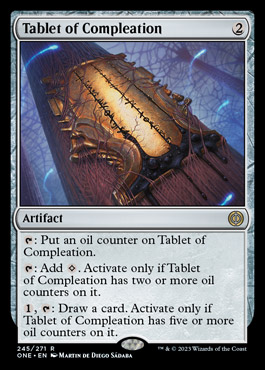 Tablet of Compleation 2
Artifact
: Put an oil counter on Tablet of
Compleation.
: Add . Activate only if Tablet
of Compleation has two or more oil
counters on it.
1, : Draw a card. Activate only if
Tablet of Compleation has five or more
oil counters on it.
245/271 R
ONE • EN Martin de Diego Sádaba
™ & © 2023 Wizards of the Coast